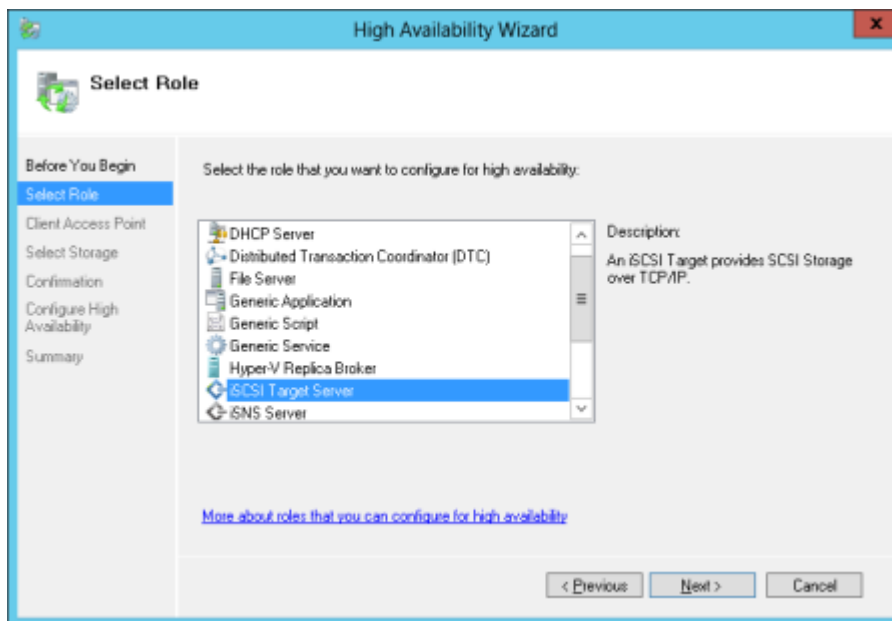 High Availability Wizard
x
Select Role
Before You Begin
Select Role
Client Access Point
Select Storage
Confirmation
Configure High
Availability
Summary
Select the role that you want to configure for high availability:
DHCP Server
Distributed Transaction Coordinator (DTC)
File Server
Generic Application
Generic Script
Generic Service
Hyper-V Replica Broker
iSCSI Target Server
iSNS Server
Description:
An iSCSI Target provides SCSI Storage
over TCP/IP.
More about roles that you can configure for high availability
< Previous
Next >
Cancel